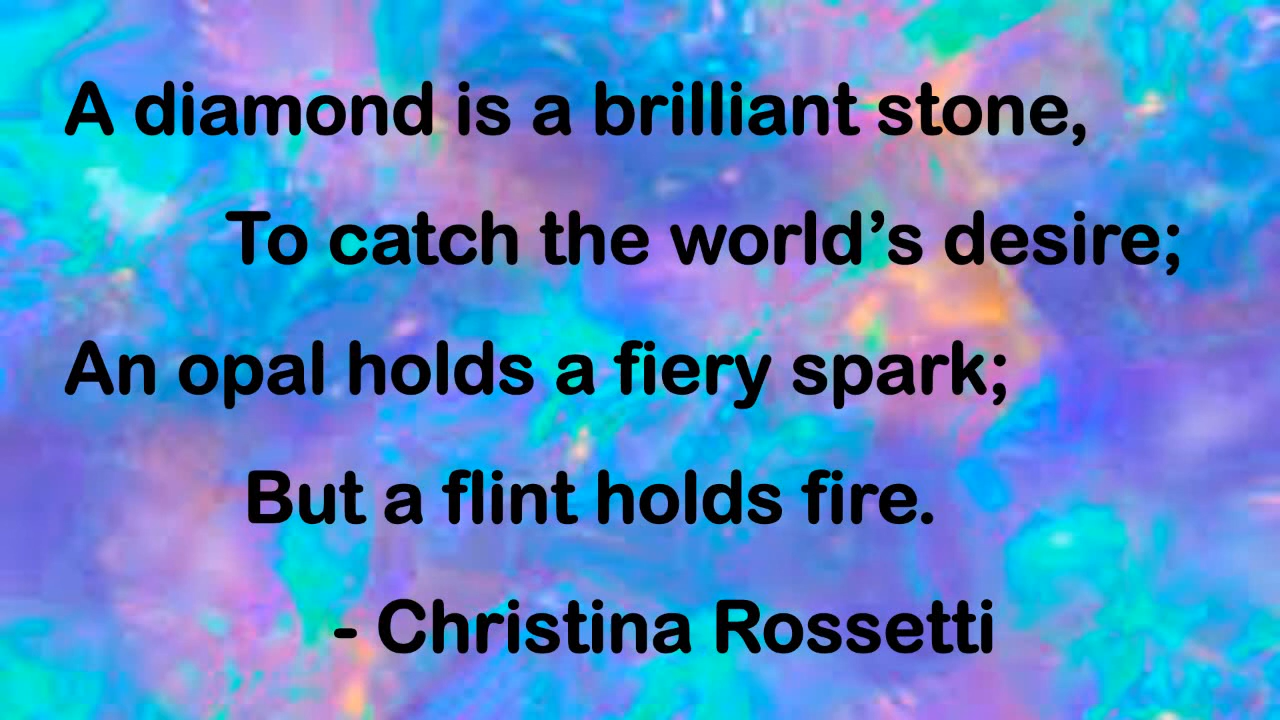 A diamond is a brilliant stone,
To catch the world’s desire;
An opal holds a fiery spark;
But a flint holds fire.
- Christina Rossetti